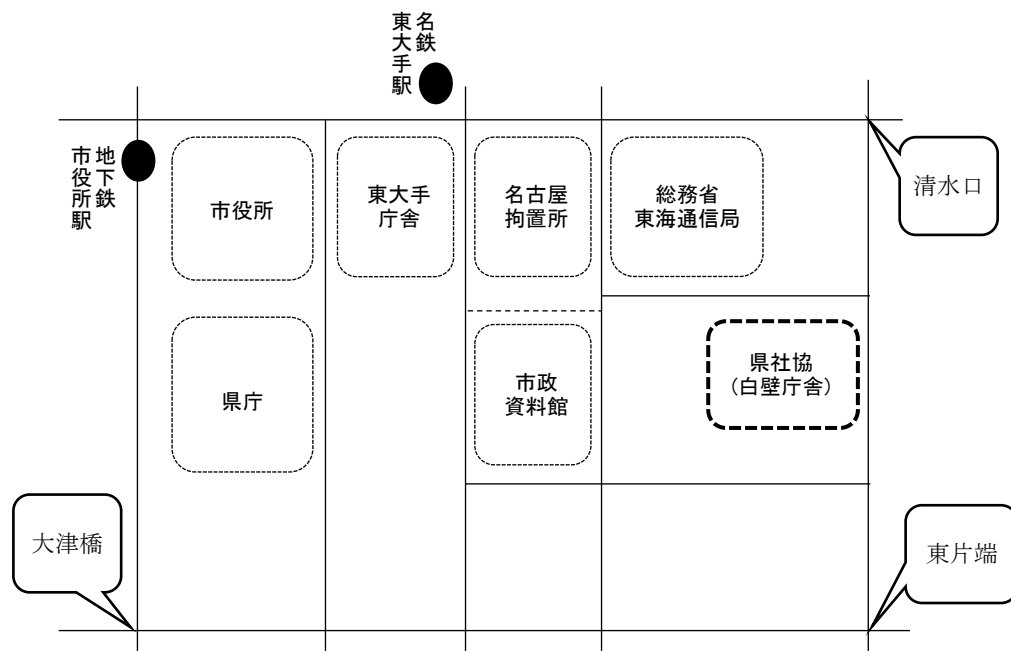 名鉄
東大手駅
地下鉄
市役所駅
市役所
東大手
庁舎
名古屋
拘置所
総務省
東海通信局
清水口
県庁
市政
資料館
県社協
（白壁庁舎）
大津橋
東片端